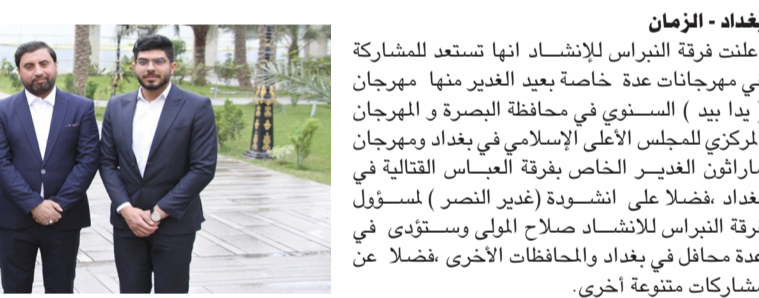 بغداد - الزمان
اعلنت فرقة النبراس للإنشاد انها تستعد للمشاركة
في مهرجانات عدة خاصة بعيد الغدير منها مهرجان
( يدا بيد ) السنوي في محافظة البصرة و المهرجان
المركزي للمجلس الأعلى الإسلامي في بغداد ومهرجان
ماراثون الغدير الخاص بفرقة العباس القتالية في
بغداد ،فضلا على انشودة (غدير النصر ) لمسؤول
فرقة النبراس للانشاد صلاح المولى وستؤدى في
عدة محافل في بغداد والمحافظات الأخرى ،فضلا عن
مشاركات متنوعة أخرى.